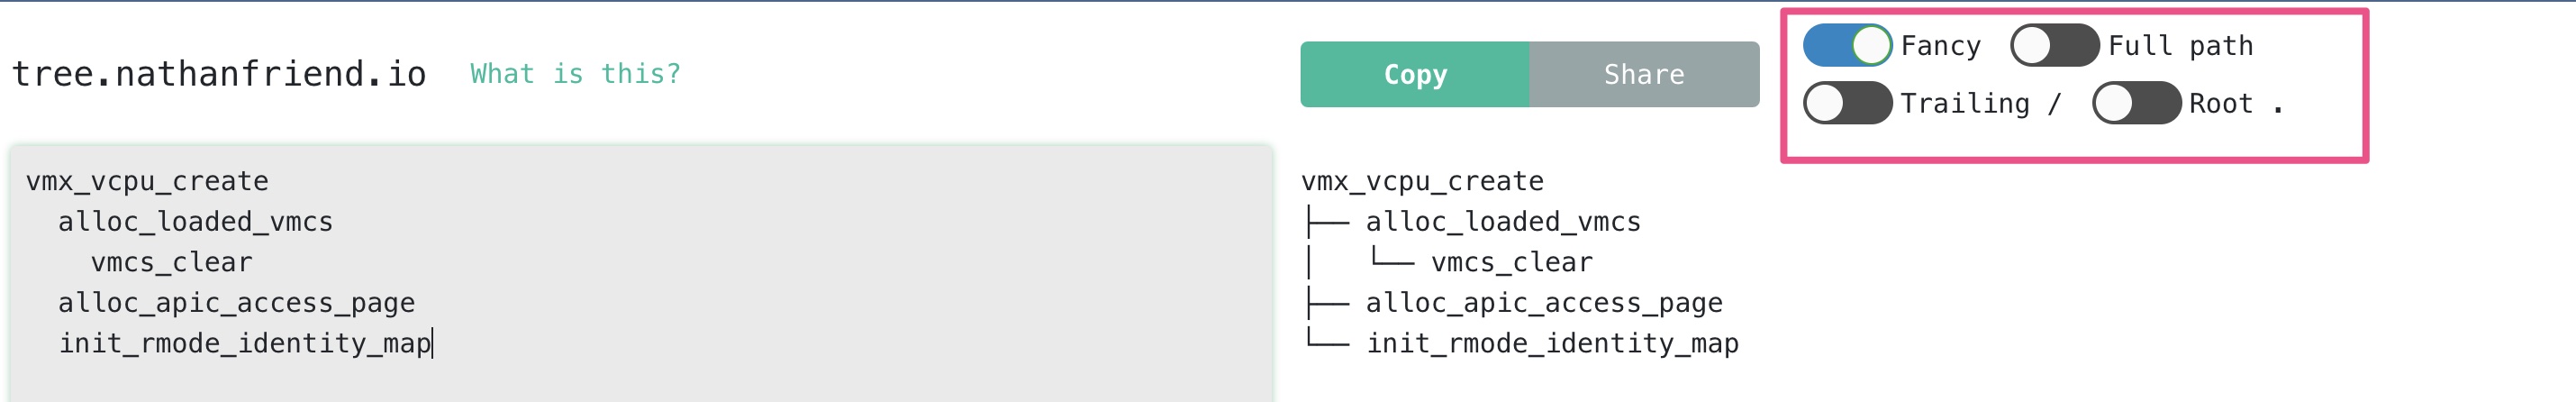 tree.nathanfriend.io What is this? Copy Share
Fancy Full path
Trailing / Root .
vmx_vcpu_create
  alloc_loaded_vmcs
    vmcs_clear
  alloc_apic_access_page
  init_rmode_identity_map
vmx_vcpu_create
├── alloc_loaded_vmcs
│   └── vmcs_clear
├── alloc_apic_access_page
└── init_rmode_identity_map